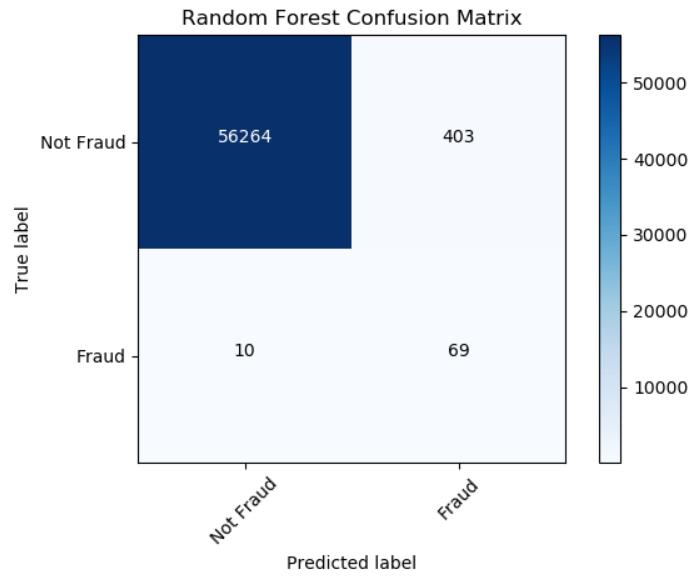 Random Forest Confusion Matrix
True label
Not Fraud
56264
403
Fraud
10
69
Not Fraud
Fraud
Predicted label
50000
40000
30000
20000
10000